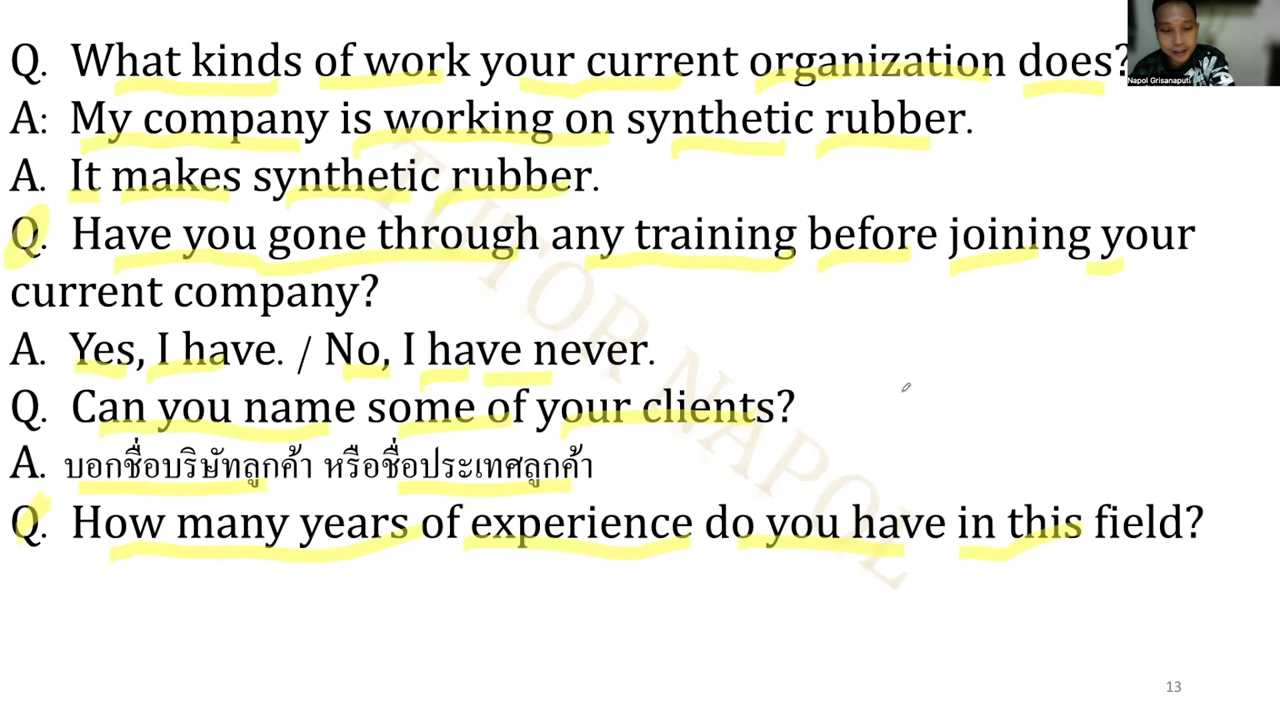 Q. What kinds of work your current organization does?
Napol Grisanaputi
A: My company is working on synthetic rubber.
A. It makes synthetic rubber.
Q. Have you gone through any training before joining your
current company?
A. Yes, I have. / No, I have never.
Q. Can you name some of your clients?
A. บอกชื่อบริษัทลูกค้า หรือชื่อประเทศลูกค้า
Q. How many years of experience do you have in this field?
TUTOR NAPOL
13